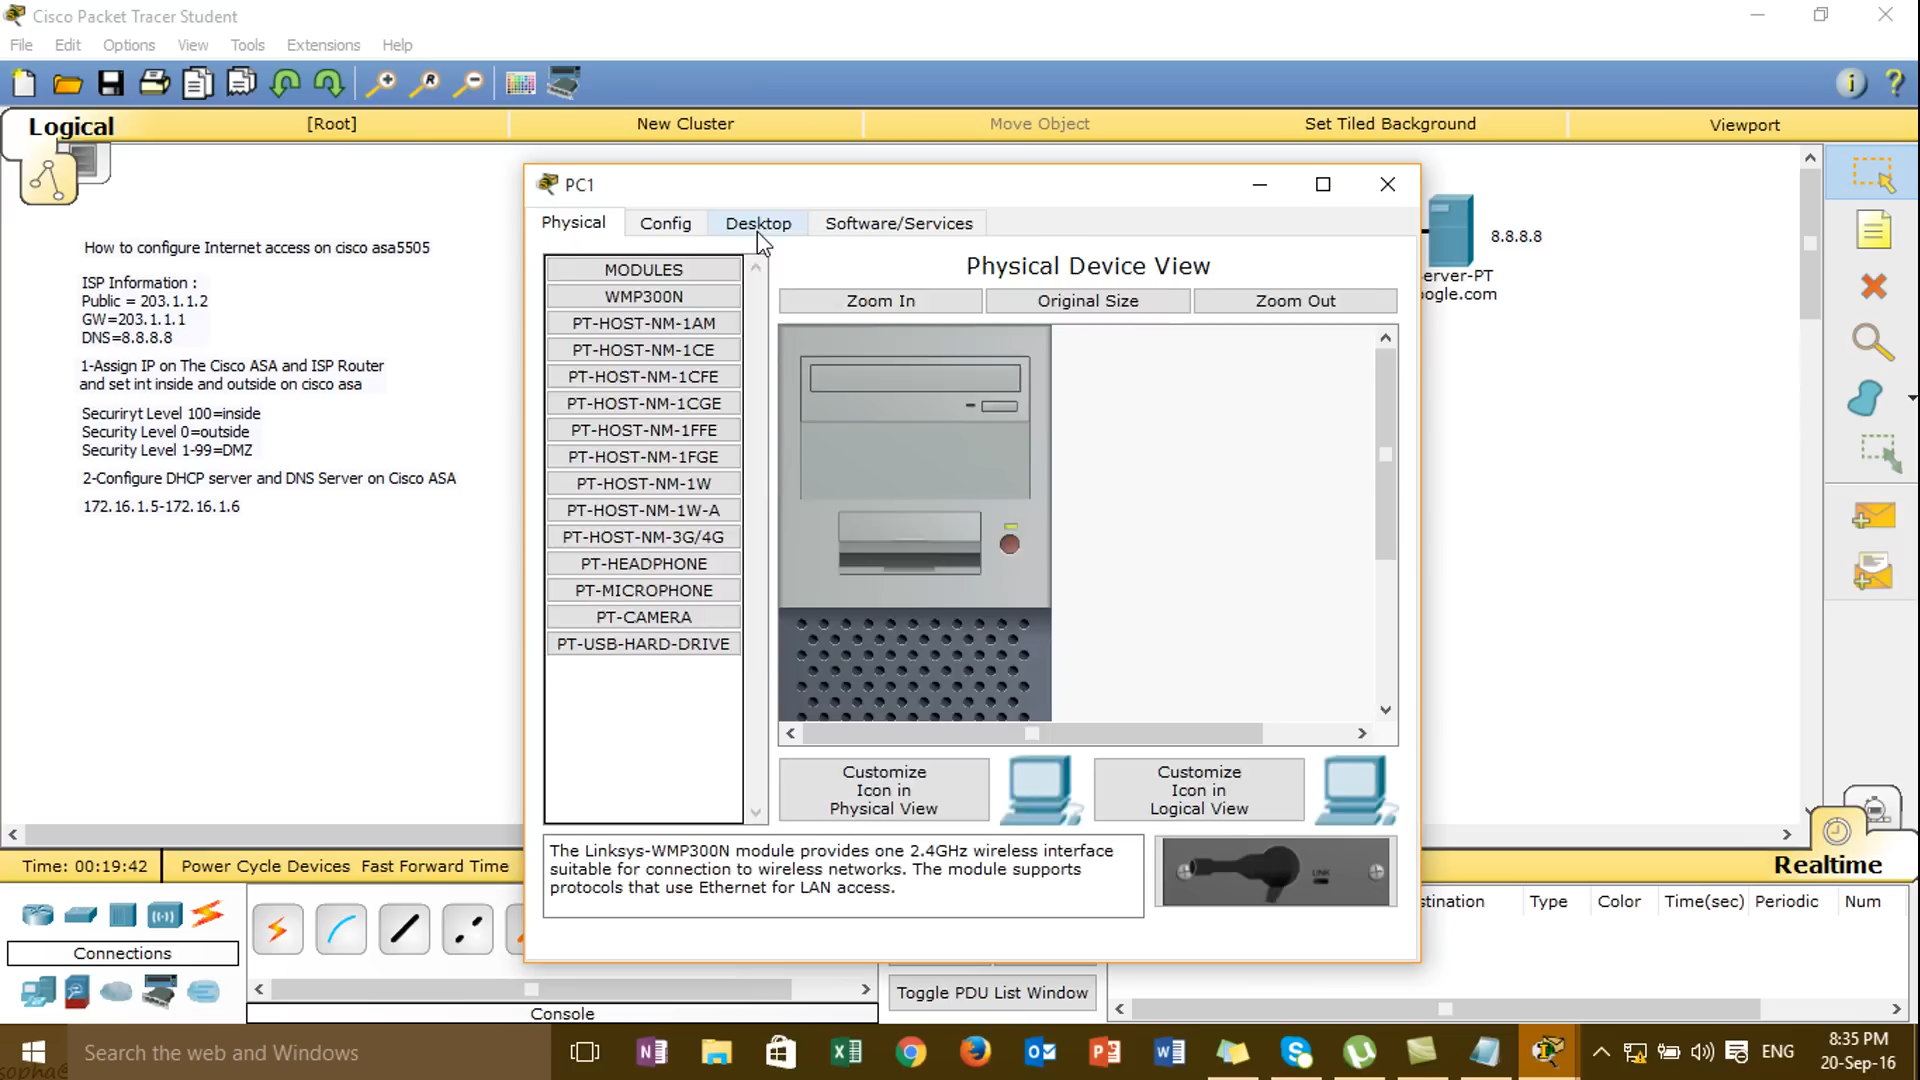 Cisco Packet Tracer Student
File Edit Options View Tools Extensions Help
Logical [Root] New Cluster Move Object Set Tiled Background Viewport
How to configure Internet access on cisco asa5505
ISP Information :
Public = 203.1.1.2
GW=203.1.1.1
DNS=8.8.8.8
1-Assign IP on The Cisco ASA and ISP Router
and set int inside and outside on cisco asa
Securiryt Level 100=inside
Security Level 0=outside
Security Level 1-99=DMZ
2-Configure DHCP server and DNS Server on Cisco ASA
172.16.1.5-172.16.1.6
PC1
Physical Config Desktop Software/Services
MODULES
WMP300N
PT-HOST-NM-1AM
PT-HOST-NM-1CE
PT-HOST-NM-1CFE
PT-HOST-NM-1CGE
PT-HOST-NM-1FFE
PT-HOST-NM-1FGE
PT-HOST-NM-1W
PT-HOST-NM-1W-A
PT-HOST-NM-3G/4G
PT-HEADPHONE
PT-MICROPHONE
PT-CAMERA
PT-USB-HARD-DRIVE
Physical Device View
Zoom In Original Size Zoom Out
Customize
Icon in
Physical View
Customize
Icon in
Logical View
The Linksys-WMP300N module provides one 2.4GHz wireless interface
suitable for connection to wireless networks. The module supports
protocols that use Ethernet for LAN access.
LINK
8.8.8.8
erver-PT
ogle.com
Time: 00:19:42 Power Cycle Devices Fast Forward Time
Realtime
Connections
Console
Toggle PDU List Window
stination Type Color Time(sec) Periodic Num
Search the web and Windows
ENG
8:35 PM
20-Sep-16
sopha@